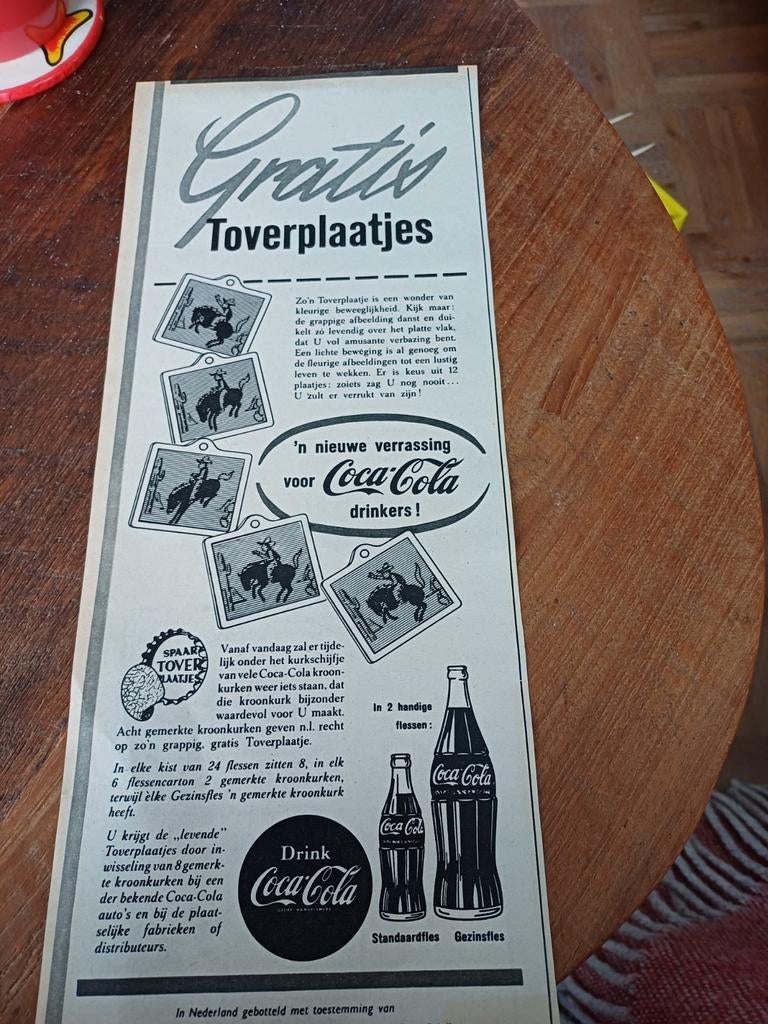 Gratis
Toverplaatjes
Zo'n Toverplaatje is een wonder van
kleurige beweeglijkheid. Kijk maar:
de grappige afbeelding danst en dui-
kelt zó levendig over het platte vlak,
dat U vol amusante verbazing bent.
Een lichte beweging is al genoeg om
de fleurige afbeeldingen tot een lustig
leven te wekken. Er is keus uit 12
plaatjes: zoiets zag U nog nooit...
U zult er verrukt van zijn!
'n nieuwe verrassing
voor Coca-Cola
drinkers!
SPAAR
TOVER
PLAATJES
Vanaf vandaag zal er tijde-
lijk onder het kurkschijfje
van vele Coca-Cola kroon-
kurken weer iets staan, dat
die kroonkurk bijzonder
waardevol voor U maakt.
Acht gemerkte kroonkurken geven n.l. recht
op zo'n grappig, gratis Toverplaatje.
In elke kist van 24 flessen zitten 8, in elk
6 flessencarton 2 gemerkte kroonkurken,
terwijl èlke Gezinsfles 'n gemerkte kroonkurk
heeft.
U krijgt de „levende"
Toverplaatjes door in-
wisseling van 8 gemerk-
te kroonkurken bij een
der bekende Coca-Cola
auto's en bij de plaat-
selijke fabrieken of
distributeurs.
In 2 handige
flessen:
Coca-Cola
Coca-Cola
Drink
Coca-Cola
Standaardfles Gezinsfles
In Nederland gebotteld met toestemming van